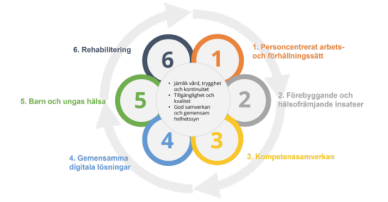 6. Rehabilitering
1. Personcentrerat arbets-
och förhållningssätt
6
1
• Jämlik vård, trygghet
och kontinuitet
• Tillgänglighet och
kvalitet
• God samverkan
och gemensam
helhetssyn
5. Barn och ungas hälsa
5
2
2. Förebyggande och
hälsofrämjande insatser
4
3
4. Gemensamma
digitala lösningar
3. Kompetenssamverkan